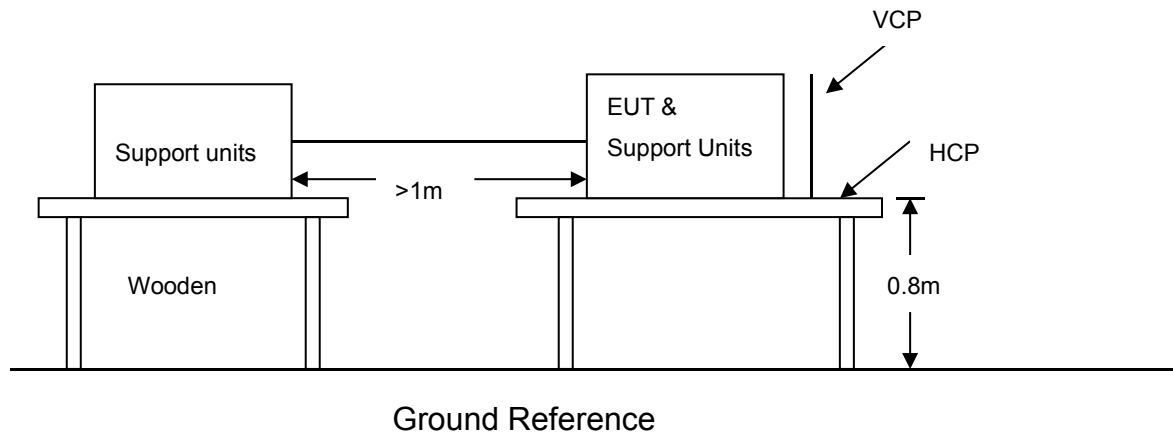 VCP
EUT &
Support Units
Support units
HCP
>1m
Wooden
0.8m
Ground Reference